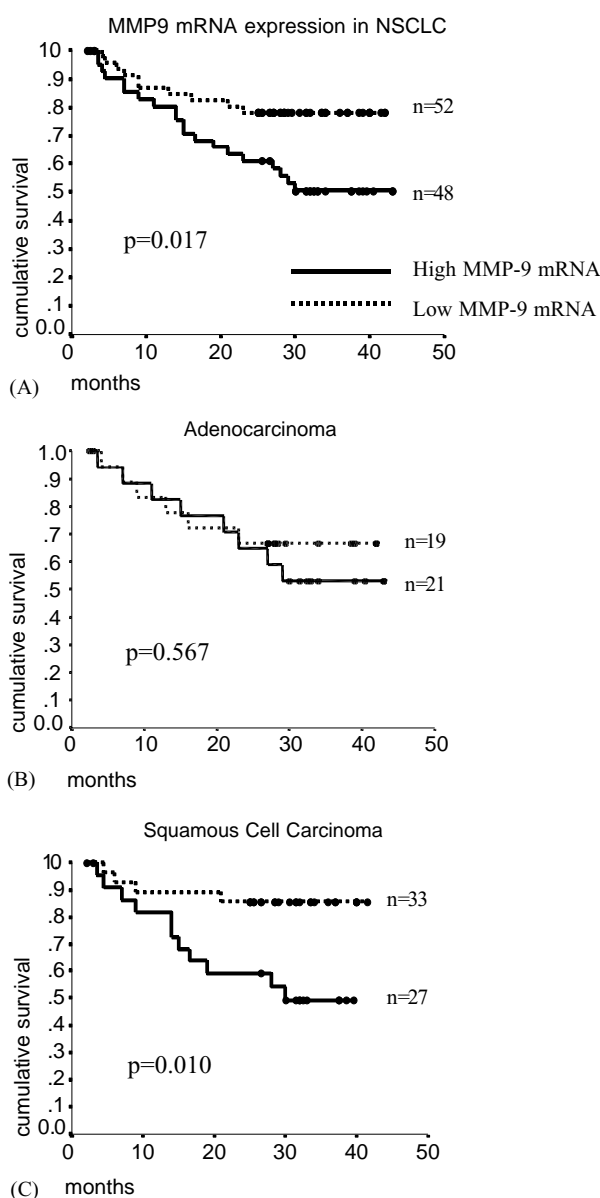 MMP9 mRNA expression in NSCLC
10
.9
.8
.7
.6
.5
.4
.3
.2
.1
0.0
cumulative survival
n=52
n=48
p=0.017
High MMP-9 mRNA
Low MMP-9 mRNA
0 10 20 30 40 50
(A) months
Adenocarcinoma
1.0
.9
.8
.7
.6
.5
.4
.3
.2
.1
0.0
cumulative survival
n=19
n=21
p=0.567
0 10 20 30 40 50
(B) months
Squamous Cell Carcinoma
10
.9
.8
.7
.6
.5
.4
.3
.2
.1
0.0
cumulative survival
n=33
n=27
p=0.010
0 10 20 30 40 50
(C) months